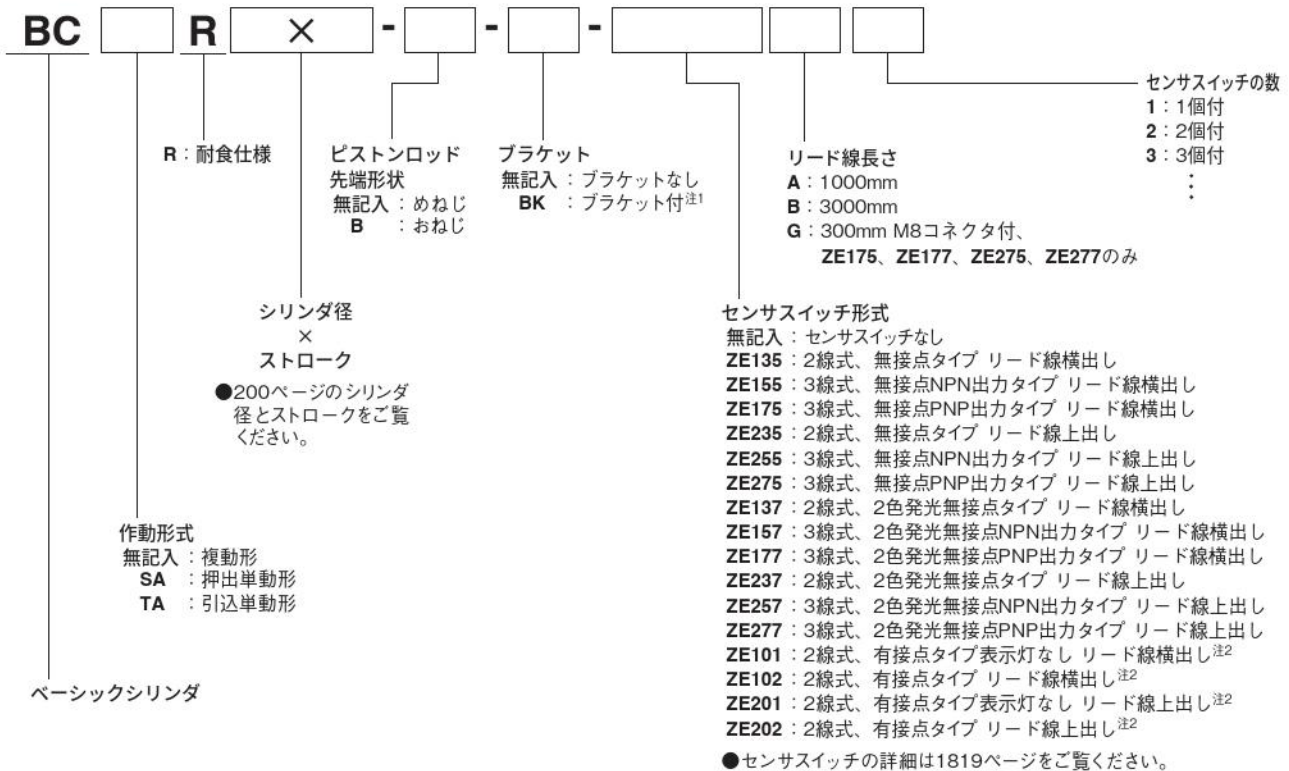 BC R × - - -
センサスイッチの数
1：1個付
2：2個付
3：3個付
⋮
R：耐食仕様
ピストンロッド
先端形状
無記入：めねじ
B：おねじ
ブラケット
無記入：ブラケットなし
BK：ブラケット付注1
リード線長さ
A：1000mm
B：3000mm
G：300mm M8コネクタ付、
ZE175、ZE177、ZE275、ZE277のみ
シリンダ径
×
ストローク
●200ページのシリンダ
径とストロークをご覧
ください。
センサスイッチ形式
無記入：センサスイッチなし
ZE135：2線式、無接点タイプ リード線横出し
ZE155：3線式、無接点NPN出力タイプ リード線横出し
ZE175：3線式、無接点PNP出力タイプ リード線横出し
ZE235：2線式、無接点タイプ リード線上出し
ZE255：3線式、無接点NPN出力タイプ リード線上出し
ZE275：3線式、無接点PNP出力タイプ リード線上出し
ZE137：2線式、2色発光無接点タイプ リード線横出し
ZE157：3線式、2色発光無接点NPN出力タイプ リード線横出し
ZE177：3線式、2色発光無接点PNP出力タイプ リード線横出し
ZE237：2線式、2色発光無接点タイプ リード線上出し
ZE257：3線式、2色発光無接点NPN出力タイプ リード線上出し
ZE277：3線式、2色発光無接点PNP出力タイプ リード線上出し
ZE101：2線式、有接点タイプ表示灯なし リード線横出し注2
ZE102：2線式、有接点タイプ リード線横出し注2
ZE201：2線式、有接点タイプ表示灯なし リード線上出し注2
ZE202：2線式、有接点タイプ リード線上出し注2
●センサスイッチの詳細は1819ページをご覧ください。
作動形式
無記入：複動形
SA：押出単動形
TA：引込単動形
ベーシックシリンダ